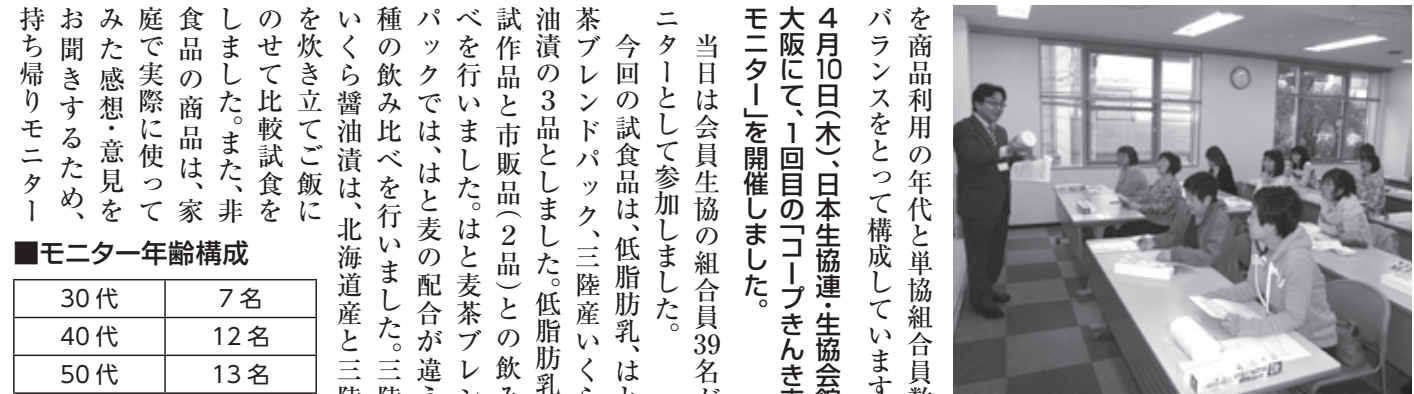 を商品利用の年代と単協組合員数
バランスをとって構成しています
4月10日(木)、日本生協連・生協会館
大阪にて、1回目の「コープきんき
モニター」を開催しました。
当日は会員生協の組合員39名が
ニターとして参加しました。
今回の試食品は、低脂肪乳、はと
茶ブレンドパック、三陸産いくら
油漬の3品としました。低脂肪乳
試作品と市販品(2品)との飲み
べを行いました。はと麦茶ブレン
パックでは、はと麦の配合が違う
種の飲み比べを行いました。三陸
いくら醤油漬は、北海道産と三陸
を炊き立てご飯に
のせて比較試食を
しました。また、非
食品の商品は、家
庭で実際に使って
みた感想・意見を
お聞きするため、
持ち帰りモニター
■モニター年齢構成
30代 7名
40代 12名
50代 13名